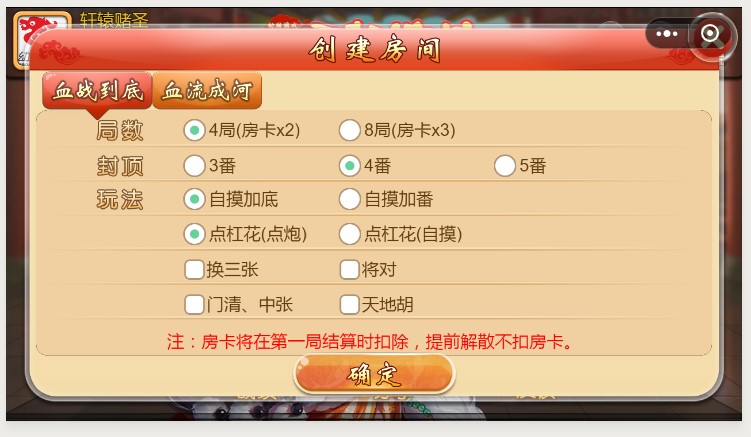 轩辕赌圣
创建房间
血战到底 血流成河
局数 4局(房卡x2) 8局(房卡x3)
封顶 3番 4番 5番
玩法 自摸加底 自摸加番
点杠花(点炮) 点杠花(自摸)
换三张 将对
门清、中张 天地胡
注：房卡将在第一局结算时扣除，提前解散不扣房卡。
确定